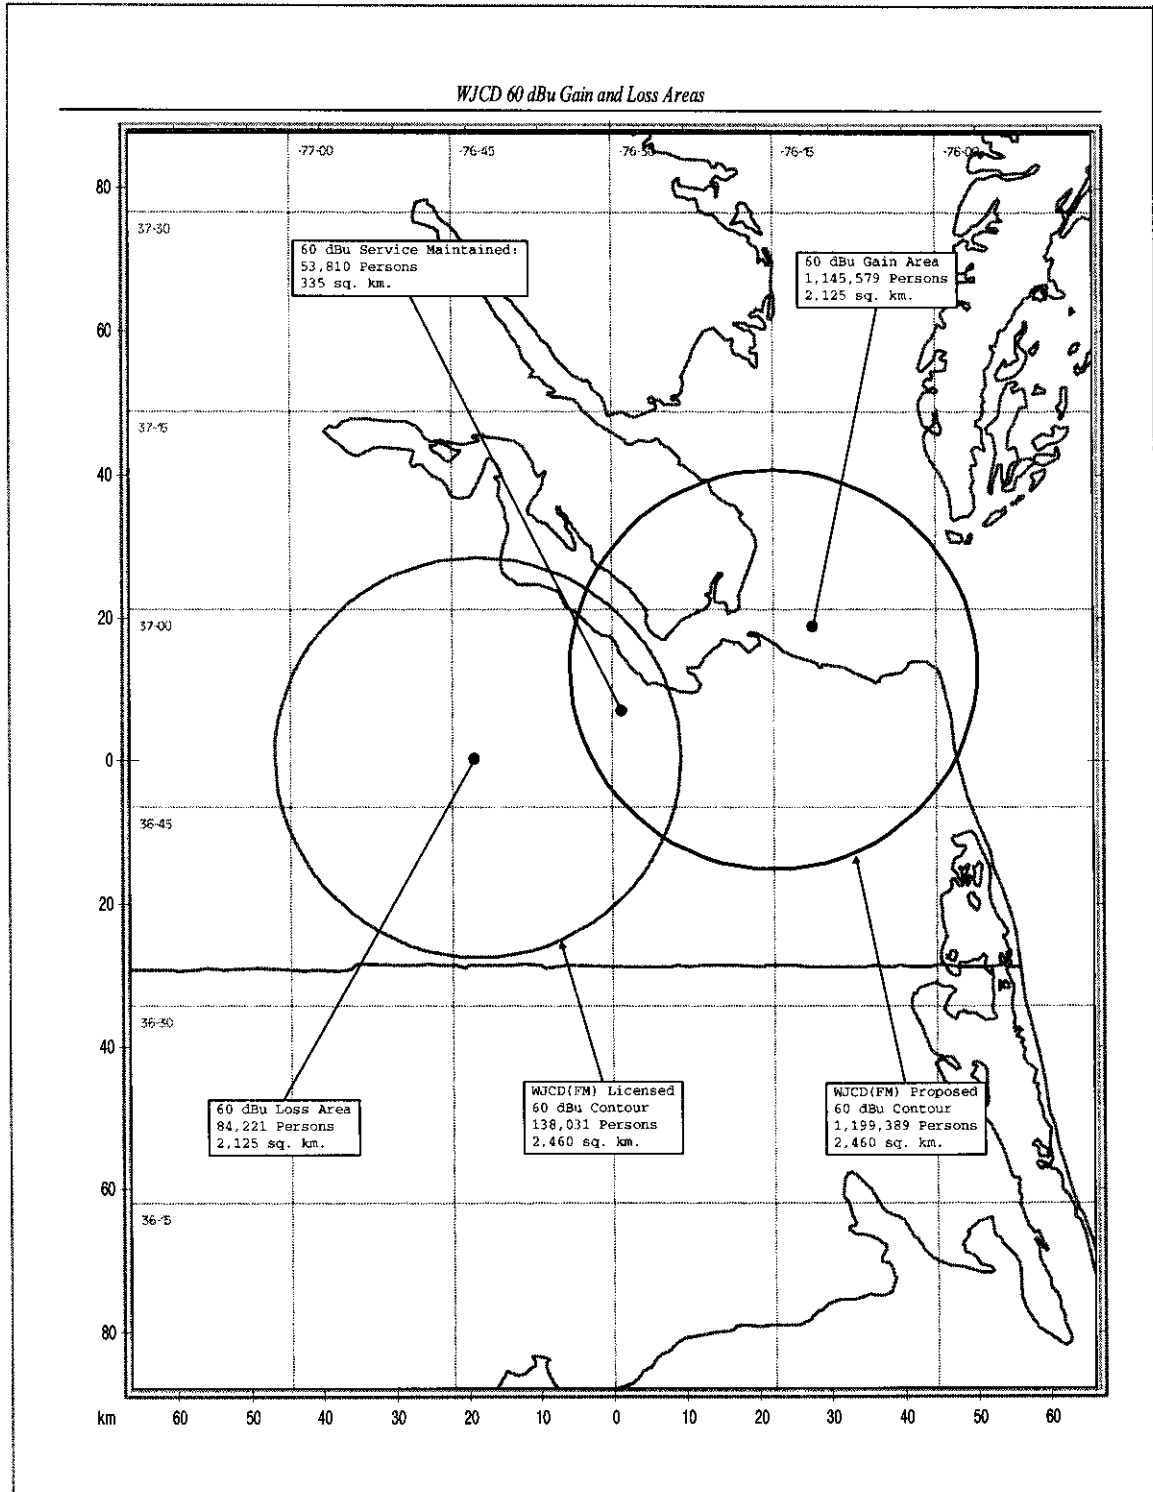 WJCD 60 dBu Gain and Loss Areas
-77-00 -76-45 -76-30 -76-15 -76-00
80
37-30
60 dBu Service Maintained:
53,810 Persons
335 sq. km.
60 dBu Gain Area
1,145,579 Persons
2,125 sq. km.
60
37-15
40
20
37-00
0
36-45
20
36-30
40
60 dBu Loss Area
84,221 Persons
2,125 sq. km.
WJCD(FM) Licensed
60 dBu Contour
138,031 Persons
2,460 sq. km.
WJCD(FM) Proposed
60 dBu Contour
1,199,389 Persons
2,460 sq. km.
60
36-15
80
km 60 50 40 30 20 10 0 10 20 30 40 50 60